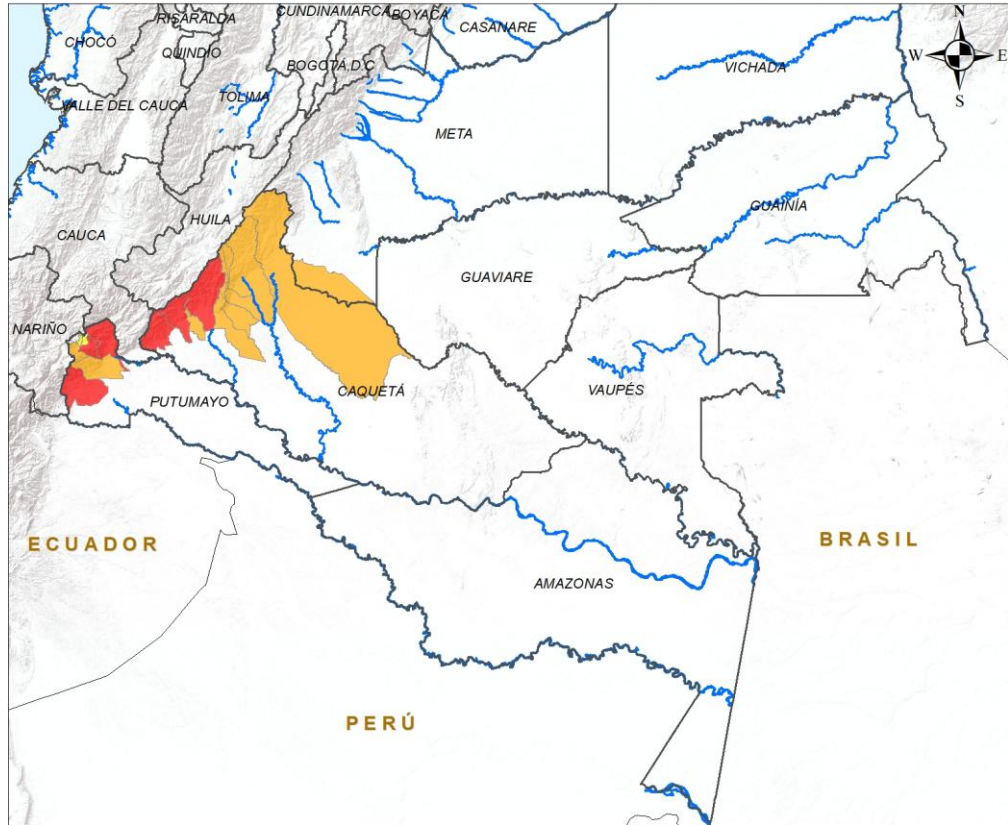 CUNDINAMARCA
BOYACÁ
RISARALDA
CASANARE
N
CHOCÓ
QUINDÍO
W
E
BOGOTÁ D.C
VICHADA
TOLIMA
VALLE DEL CAUCA
S
META
GUAINÍA
HUILA
CAUCA
GUAVIARE
NARIÑO
CAQUETÁ
VAUPÉS
PUTUMAYO
ECUADOR
BRASIL
AMAZONAS
PERÚ